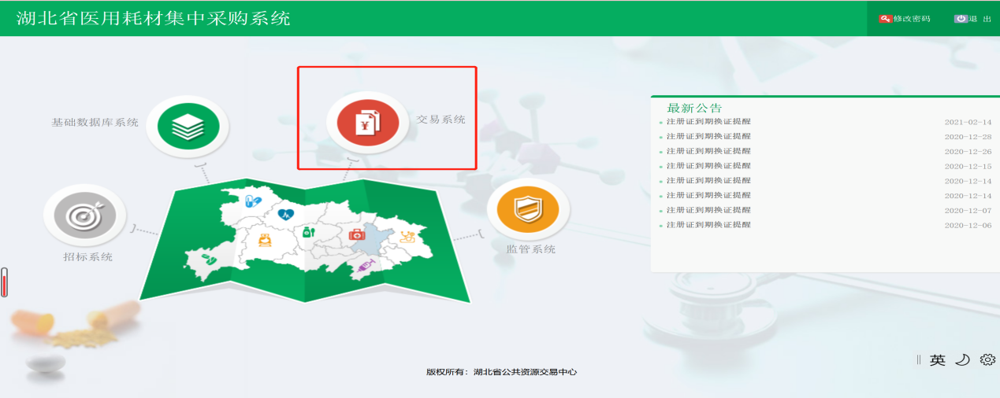 湖北省医用耗材集中采购系统
修改密码
退 出
基础数据库系统
¥
交易系统
招标系统
监管系统
最新公告
注册证到期换证提醒 2021-02-14
注册证到期换证提醒 2020-12-28
注册证到期换证提醒 2020-12-26
注册证到期换证提醒 2020-12-15
注册证到期换证提醒 2020-12-14
注册证到期换证提醒 2020-12-14
注册证到期换证提醒 2020-12-07
注册证到期换证提醒 2020-12-06
英
版权所有：湖北省公共资源交易中心